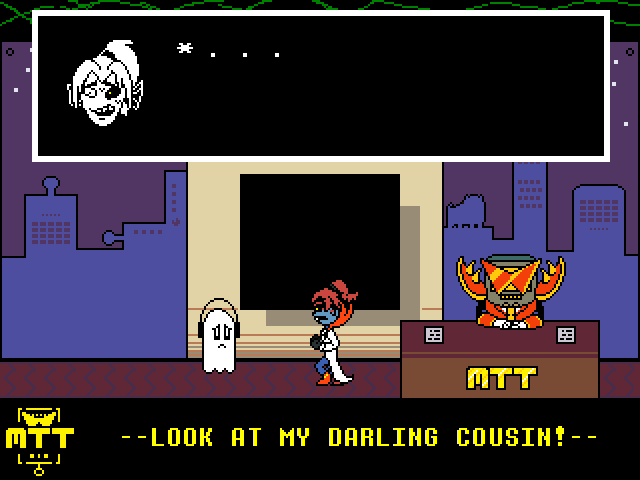 * . . .
MTT
MTT
--LOOK AT MY DARLING COUSIN!--